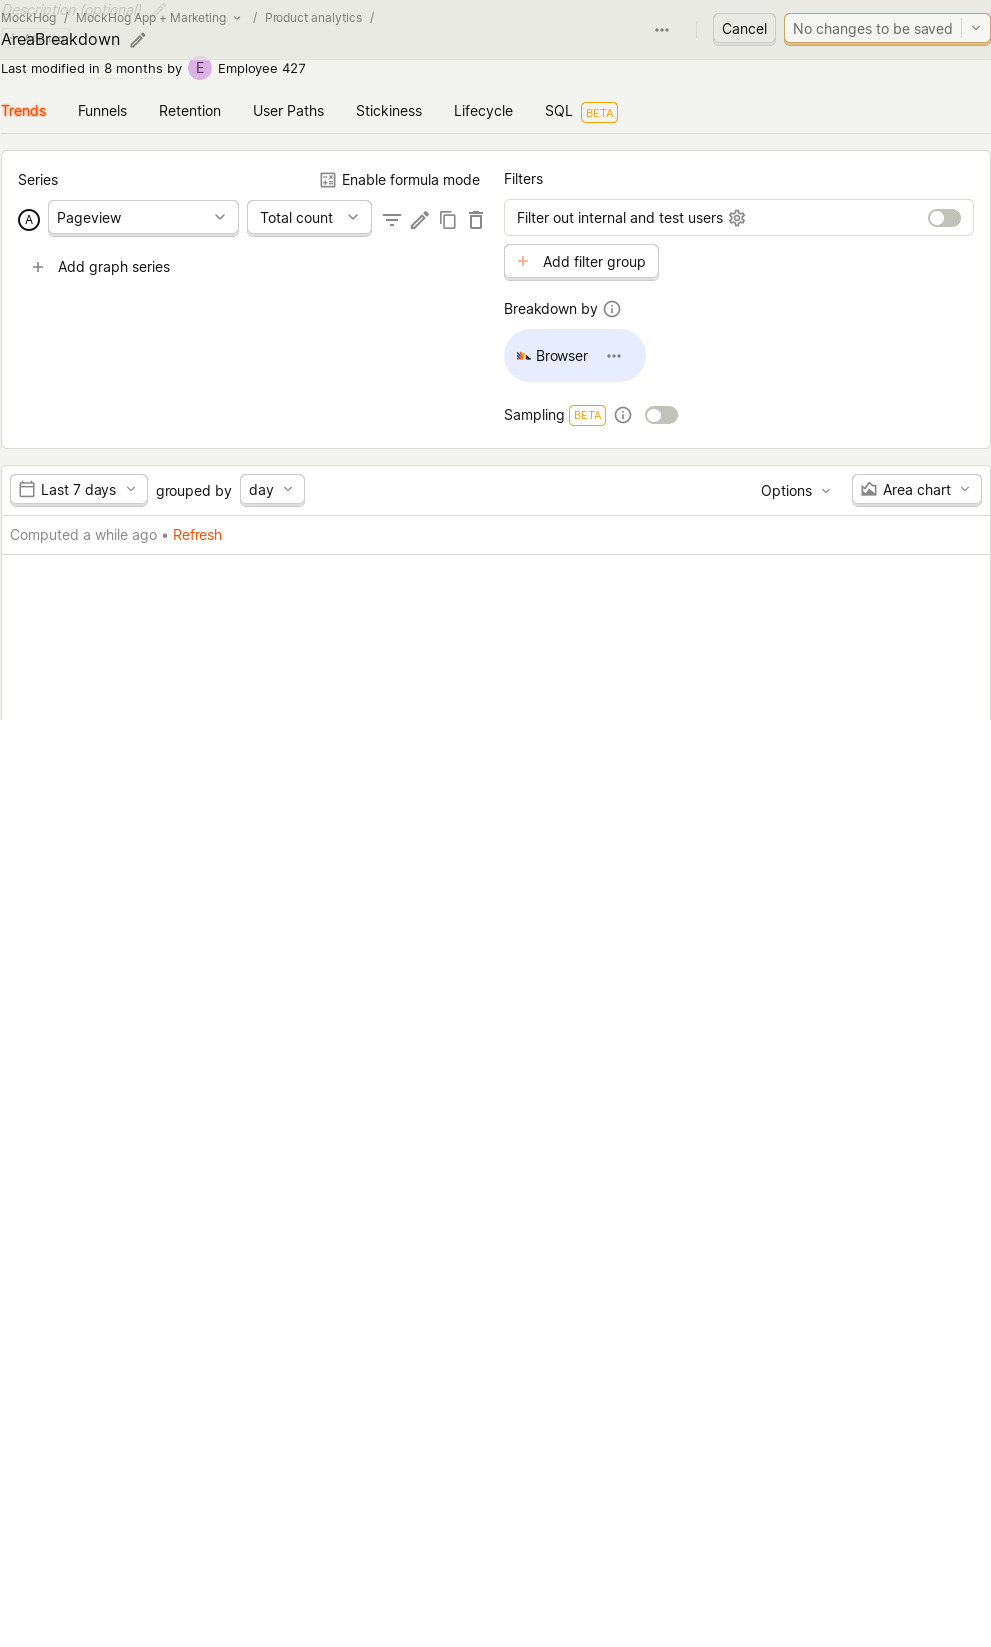 Description (optional)
MockHog / MockHog App + Marketing / Product analytics /
AreaBreakdown
Cancel
No changes to be saved
Last modified in 8 months by E Employee 427
Trends Funnels Retention User Paths Stickiness Lifecycle SQL BETA
Series
Enable formula mode
A Pageview Total count
Add graph series
Filters
Filter out internal and test users
Add filter group
Breakdown by
Browser
Sampling BETA
Last 7 days grouped by day
Options
Area chart
Computed a while ago • Refresh